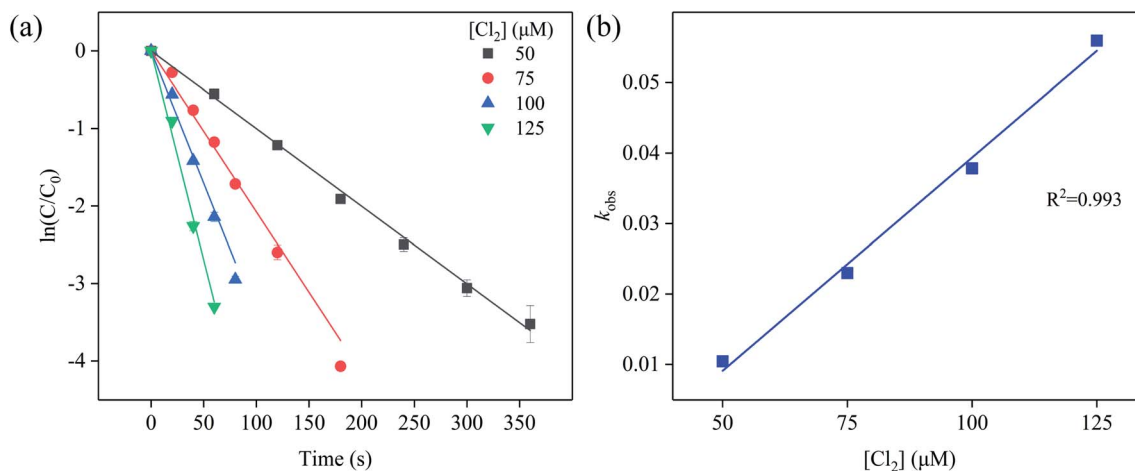 (a)
[Cl₂] (μM)
50
75
100
125
0
-1
-2
-3
-4
ln(C/C₀)
0 50 100 150 200 250 300 350
Time (s)
(b)
0.05
0.04
0.03
0.02
0.01
k_obs
R²=0.993
50 75 100 125
[Cl₂] (μM)